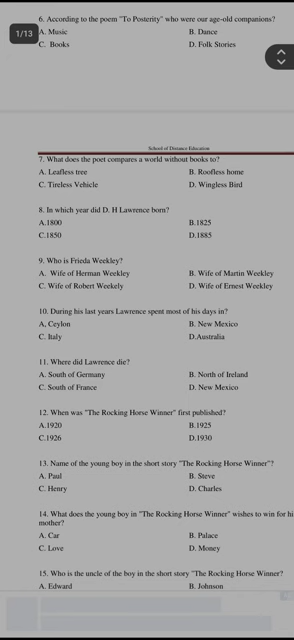 6. According to the poem "To Posterity" who were our age-old companions?
1/13
A. Music B. Dance
C. Books D. Folk Stories
School of Distance Education
7. What does the poet compares a world without books to?
A. Leafless tree B. Roofless home
C. Tireless Vehicle D. Wingless Bird
8. In which year did D. H Lawrence born?
A.1800 B.1825
C.1850 D.1885
9. Who is Frieda Weekley?
A. Wife of Herman Weekley B. Wife of Martin Weekley
C. Wife of Robert Weekely D. Wife of Ernest Weekley
10. During his last years Lawrence spent most of his days in?
A, Ceylon B. New Mexico
C. Italy D.Australia
11. Where did Lawrence die?
A. South of Germany B. North of Ireland
C. South of France D. New Mexico
12. When was "The Rocking Horse Winner" first published?
A.1920 B.1925
C.1926 D.1930
13. Name of the young boy in the short story "The Rocking Horse Winner"?
A. Paul B. Steve
C. Henry D. Charles
14. What does the young boy in "The Rocking Horse Winner" wishes to win for hi
mother?
A. Car B. Palace
C. Love D. Money
15. Who is the uncle of the boy in the short story "The Rocking Horse Winner?
A. Edward B. Johnson